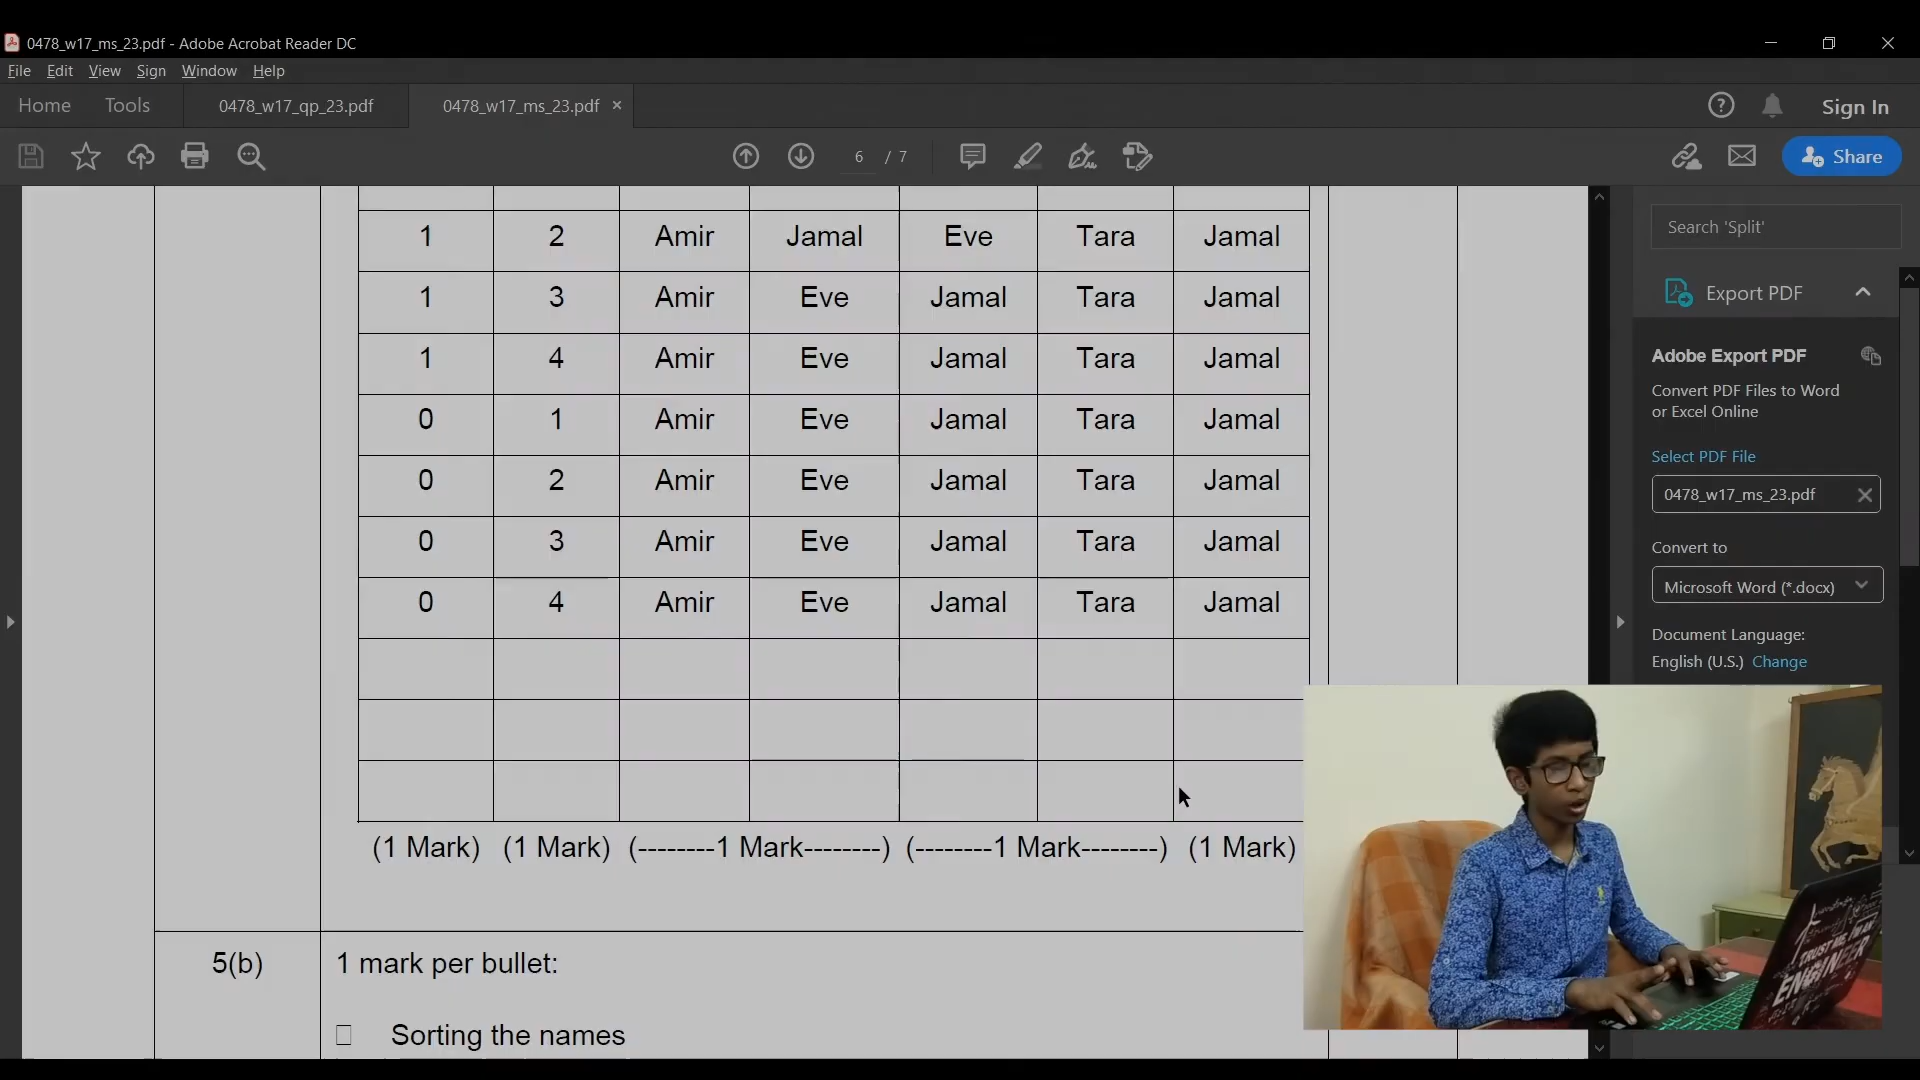 0478_w17_ms_23.pdf - Adobe Acrobat Reader DC
File Edit View Sign Window Help
Home Tools 0478_w17_qp_23.pdf 0478_w17_ms_23.pdf × Sign In
6 / 7
Share
Search 'Split'
Export PDF
Adobe Export PDF
Convert PDF Files to Word
or Excel Online
Select PDF File
0478_w17_ms_23.pdf
Convert to
Microsoft Word (*.docx)
Document Language:
English (U.S.) Change
1 2 Amir Jamal Eve Tara Jamal
1 3 Amir Eve Jamal Tara Jamal
1 4 Amir Eve Jamal Tara Jamal
0 1 Amir Eve Jamal Tara Jamal
0 2 Amir Eve Jamal Tara Jamal
0 3 Amir Eve Jamal Tara Jamal
0 4 Amir Eve Jamal Tara Jamal
(1 Mark) (1 Mark) (--------1 Mark--------) (--------1 Mark--------) (1 Mark)
5(b) 1 mark per bullet:
Sorting the names
TRUST ME, I'M AN
ENGINEER